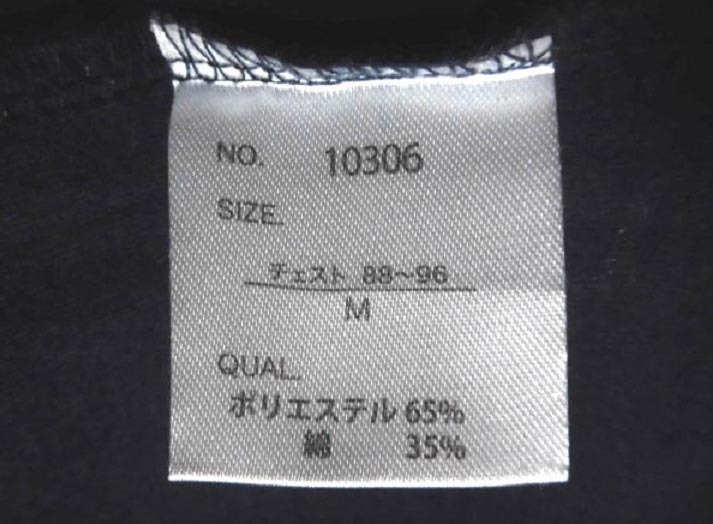 NO. 10306
SIZE.
チェスト 88～96
M
QUAL.
ポリエステル 65%
綿 35%